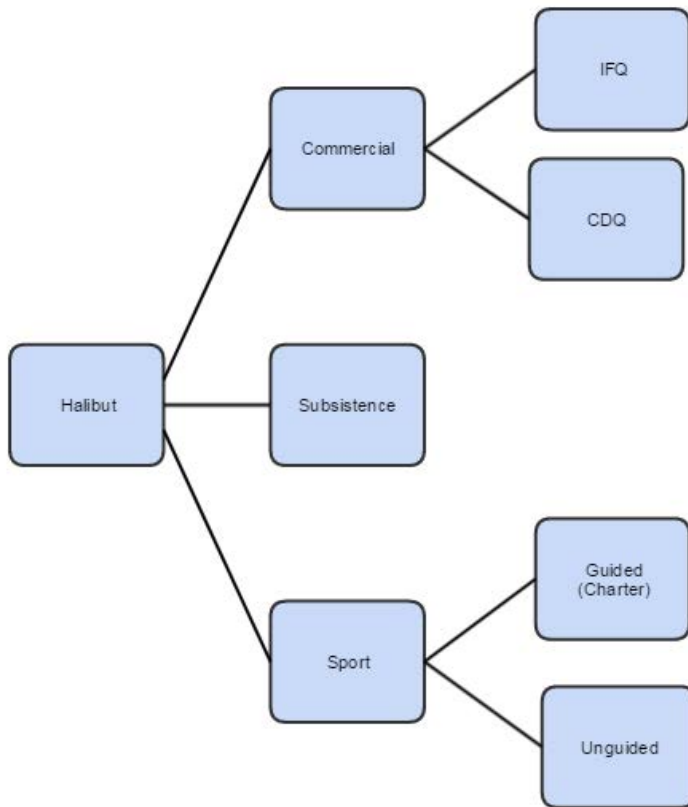 IFQ
Commercial
CDQ
Halibut
Subsistence
Guided
(Charter)
Sport
Unguided